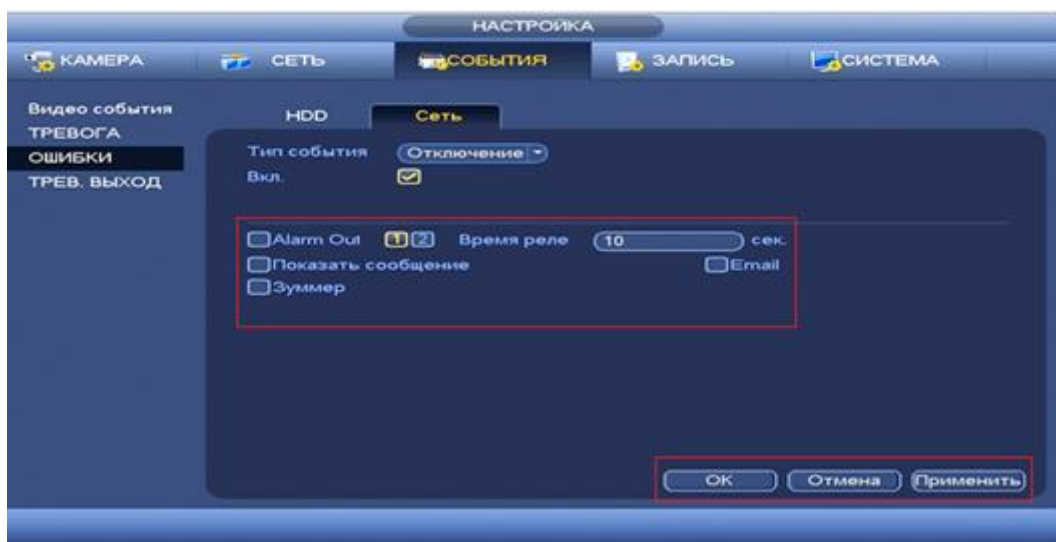 НАСТРОЙКА
КАМЕРА СЕТЬ СОБЫТИЯ ЗАПИСЬ СИСТЕМА
Видео события
ТРЕВОГА
ОШИБКИ
ТРЕВ. ВЫХОД
HDD Сеть
Тип события Отключение
Вкл.
Alarm Out 1 2 Время реле 10 сек.
Показать сообщение Email
Зуммер
OK Отмена Применить